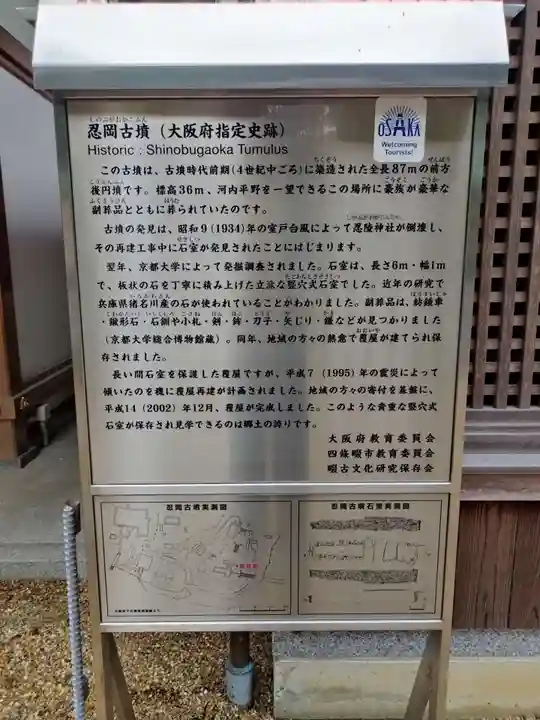 しのぶがおかこふん
忍岡古墳（大阪府指定史跡）
Historic : Shinobugaoka Tumulus
OSAKA
Welcoming
Tourists!
この古墳は、古墳時代前期(4世紀中ごろ)に築造された全長87mの前方
後円墳です。標高36m、河内平野を一望できるこの場所に豪族が豪華な
副葬品とともに葬られていたのです。
古墳の発見は、昭和9(1934)年の室戸台風によって忍陵神社が倒壊し、
その再建工事中に石室が発見されたことにはじまります。
翌年、京都大学によって発掘調査されました。石室は、長さ6m・幅1m
で、板状の石を丁寧に積み上げた立派な竪穴式石室でした。近年の研究で
兵庫県猪名川産の石が使われていることがわかりました。副葬品は、紡錘車
・鍬形石・石釧や小札・剣・鉾・刀子・矢じり・鎌などが見つかりました
(京都大学総合博物館蔵)。同年、地域の方々の熱意で覆屋が建てられ保
存されました。
長い間石室を保護した覆屋ですが、平成7（1995）年の震災によって
傾いたのを機に覆屋再建が計画されました。地域の方々の寄付を基盤に、
平成14（2002）年12月、覆屋が完成しました。このような貴重な竪穴式
石室が保存され見学できるのは郷土の誇りです。
大阪府教育委員会
四條畷市教育委員会
畷古文化研究保存会
忍岡古墳実測図
忍岡古墳石室実測図